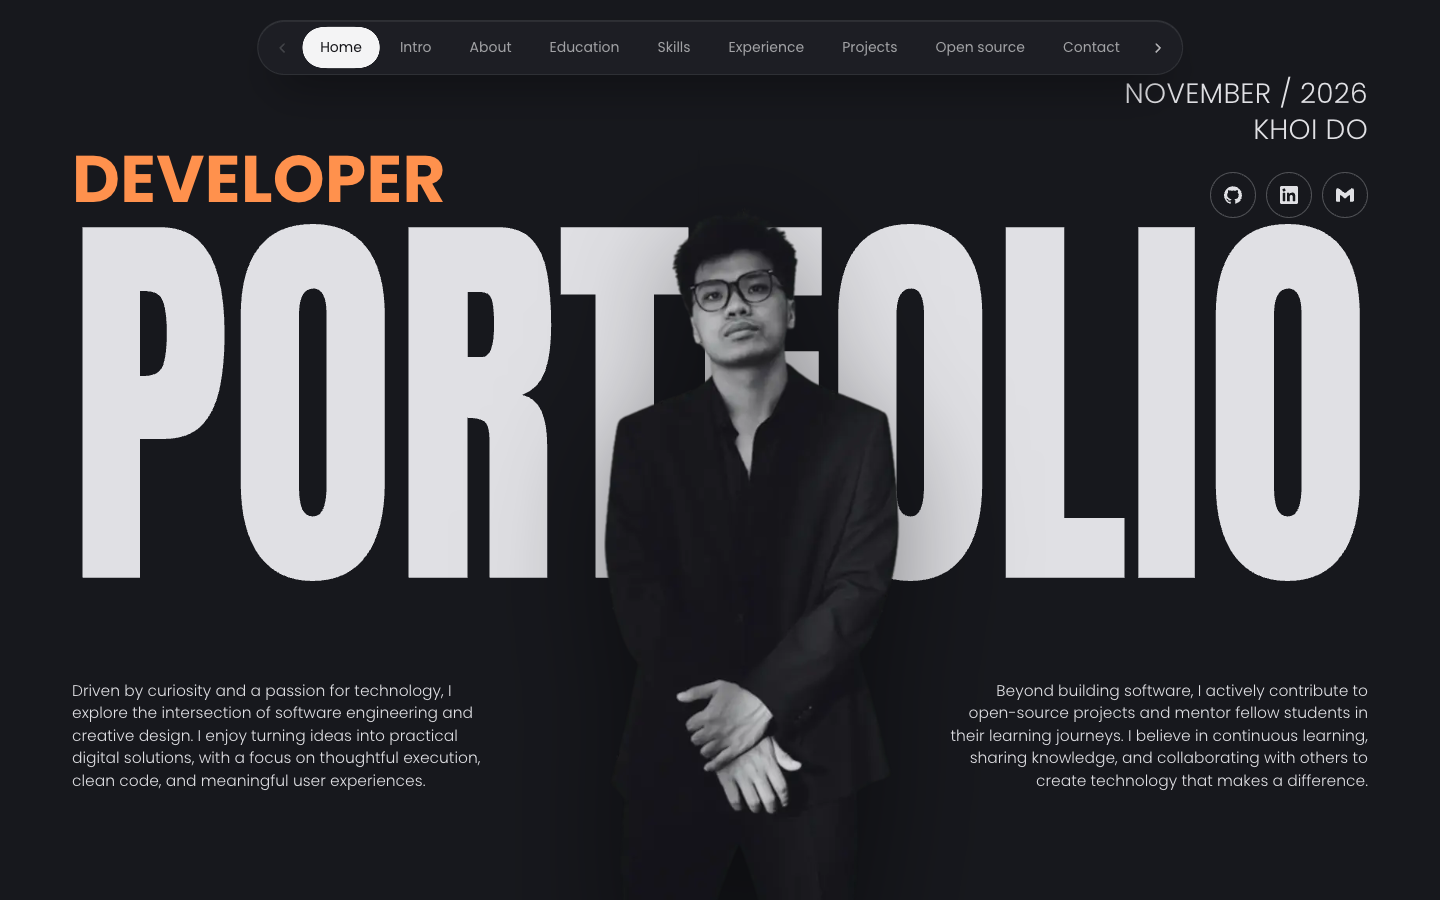 Home Intro About Education Skills Experience Projects Open source Contact
NOVEMBER / 2026
KHOI DO
DEVELOPER
PORTFOLIO
Driven by curiosity and a passion for technology, I
explore the intersection of software engineering and
creative design. I enjoy turning ideas into practical
digital solutions, with a focus on thoughtful execution,
clean code, and meaningful user experiences.
Beyond building software, I actively contribute to
open-source projects and mentor fellow students in
their learning journeys. I believe in continuous learning,
sharing knowledge, and collaborating with others to
create technology that makes a difference.